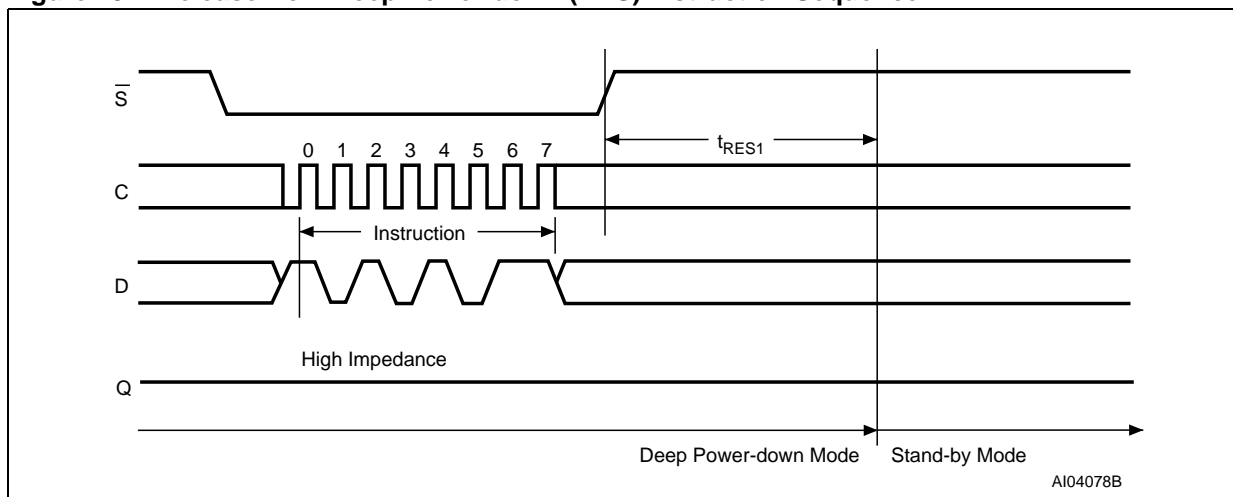 S
t_RES1
0 1 2 3 4 5 6 7
C
Instruction
D
High Impedance
Q
Deep Power-down Mode Stand-by Mode
AI04078B